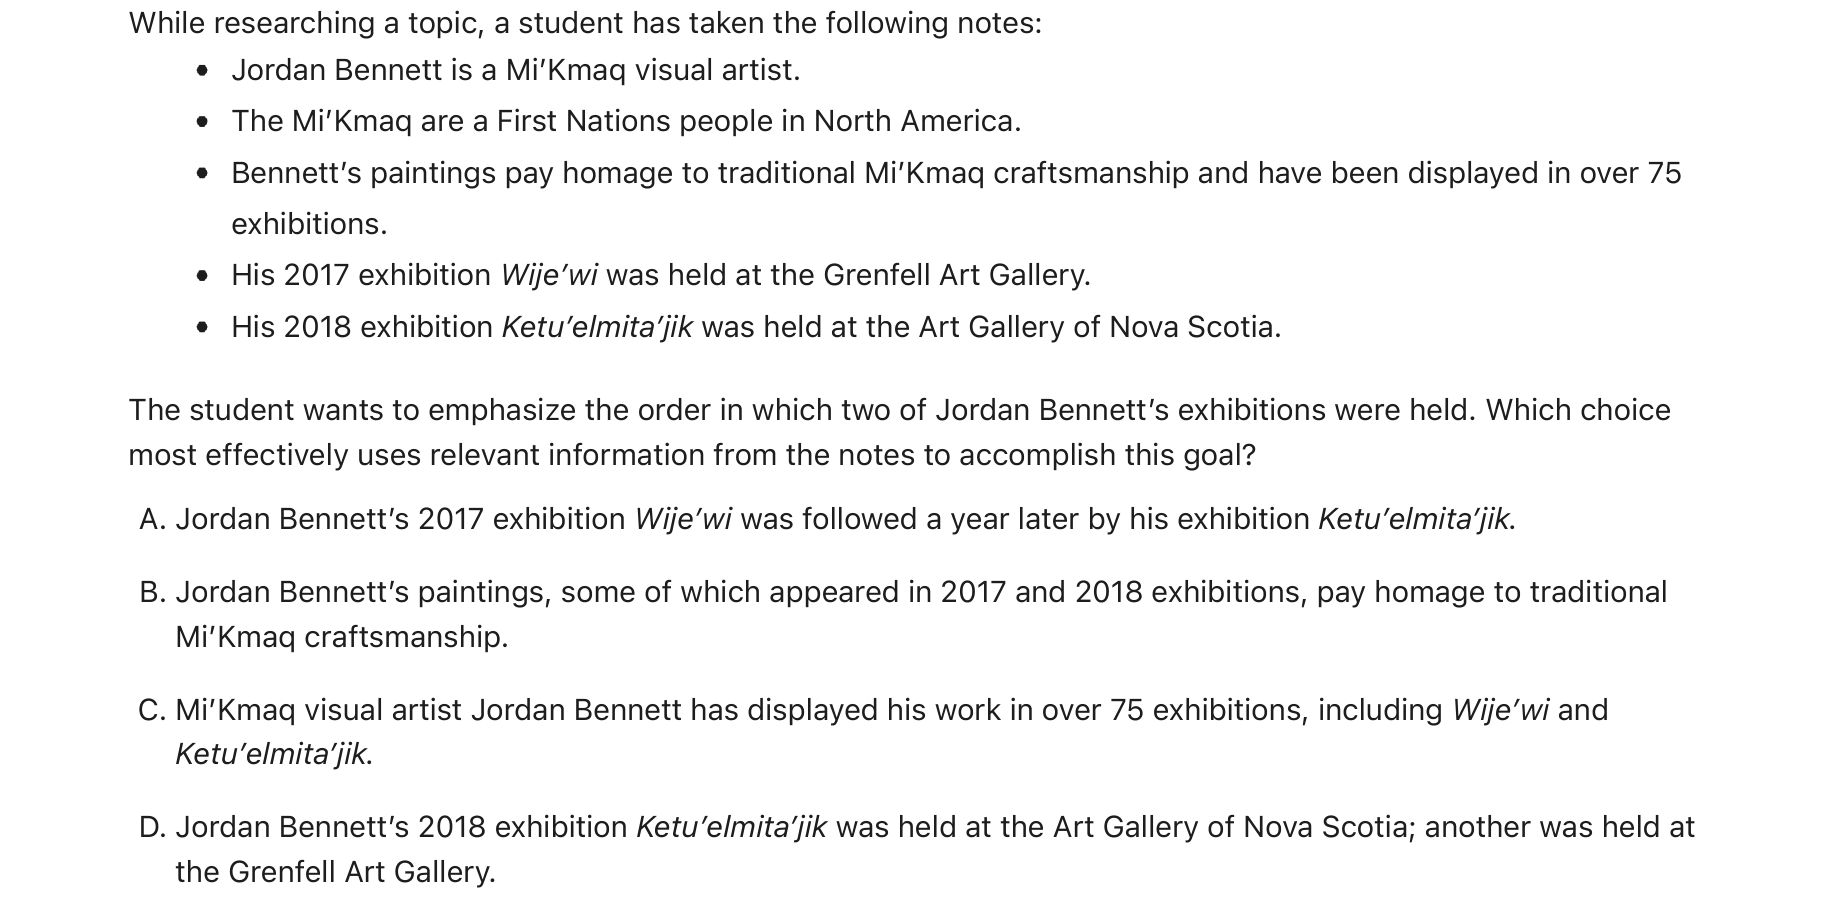 While researching a topic, a student has taken the following notes:
• Jordan Bennett is a Mi'Kmaq visual artist.
• The Mi'Kmaq are a First Nations people in North America.
• Bennett's paintings pay homage to traditional Mi'Kmaq craftsmanship and have been displayed in over 75
exhibitions.
• His 2017 exhibition Wije'wi was held at the Grenfell Art Gallery.
• His 2018 exhibition Ketu'elmita'jik was held at the Art Gallery of Nova Scotia.
The student wants to emphasize the order in which two of Jordan Bennett's exhibitions were held. Which choice
most effectively uses relevant information from the notes to accomplish this goal?
A. Jordan Bennett's 2017 exhibition Wije'wi was followed a year later by his exhibition Ketu'elmita'jik.
B. Jordan Bennett's paintings, some of which appeared in 2017 and 2018 exhibitions, pay homage to traditional
Mi'Kmaq craftsmanship.
C. Mi'Kmaq visual artist Jordan Bennett has displayed his work in over 75 exhibitions, including Wije'wi and
Ketu'elmita'jik.
D. Jordan Bennett's 2018 exhibition Ketu'elmita'jik was held at the Art Gallery of Nova Scotia; another was held at
the Grenfell Art Gallery.